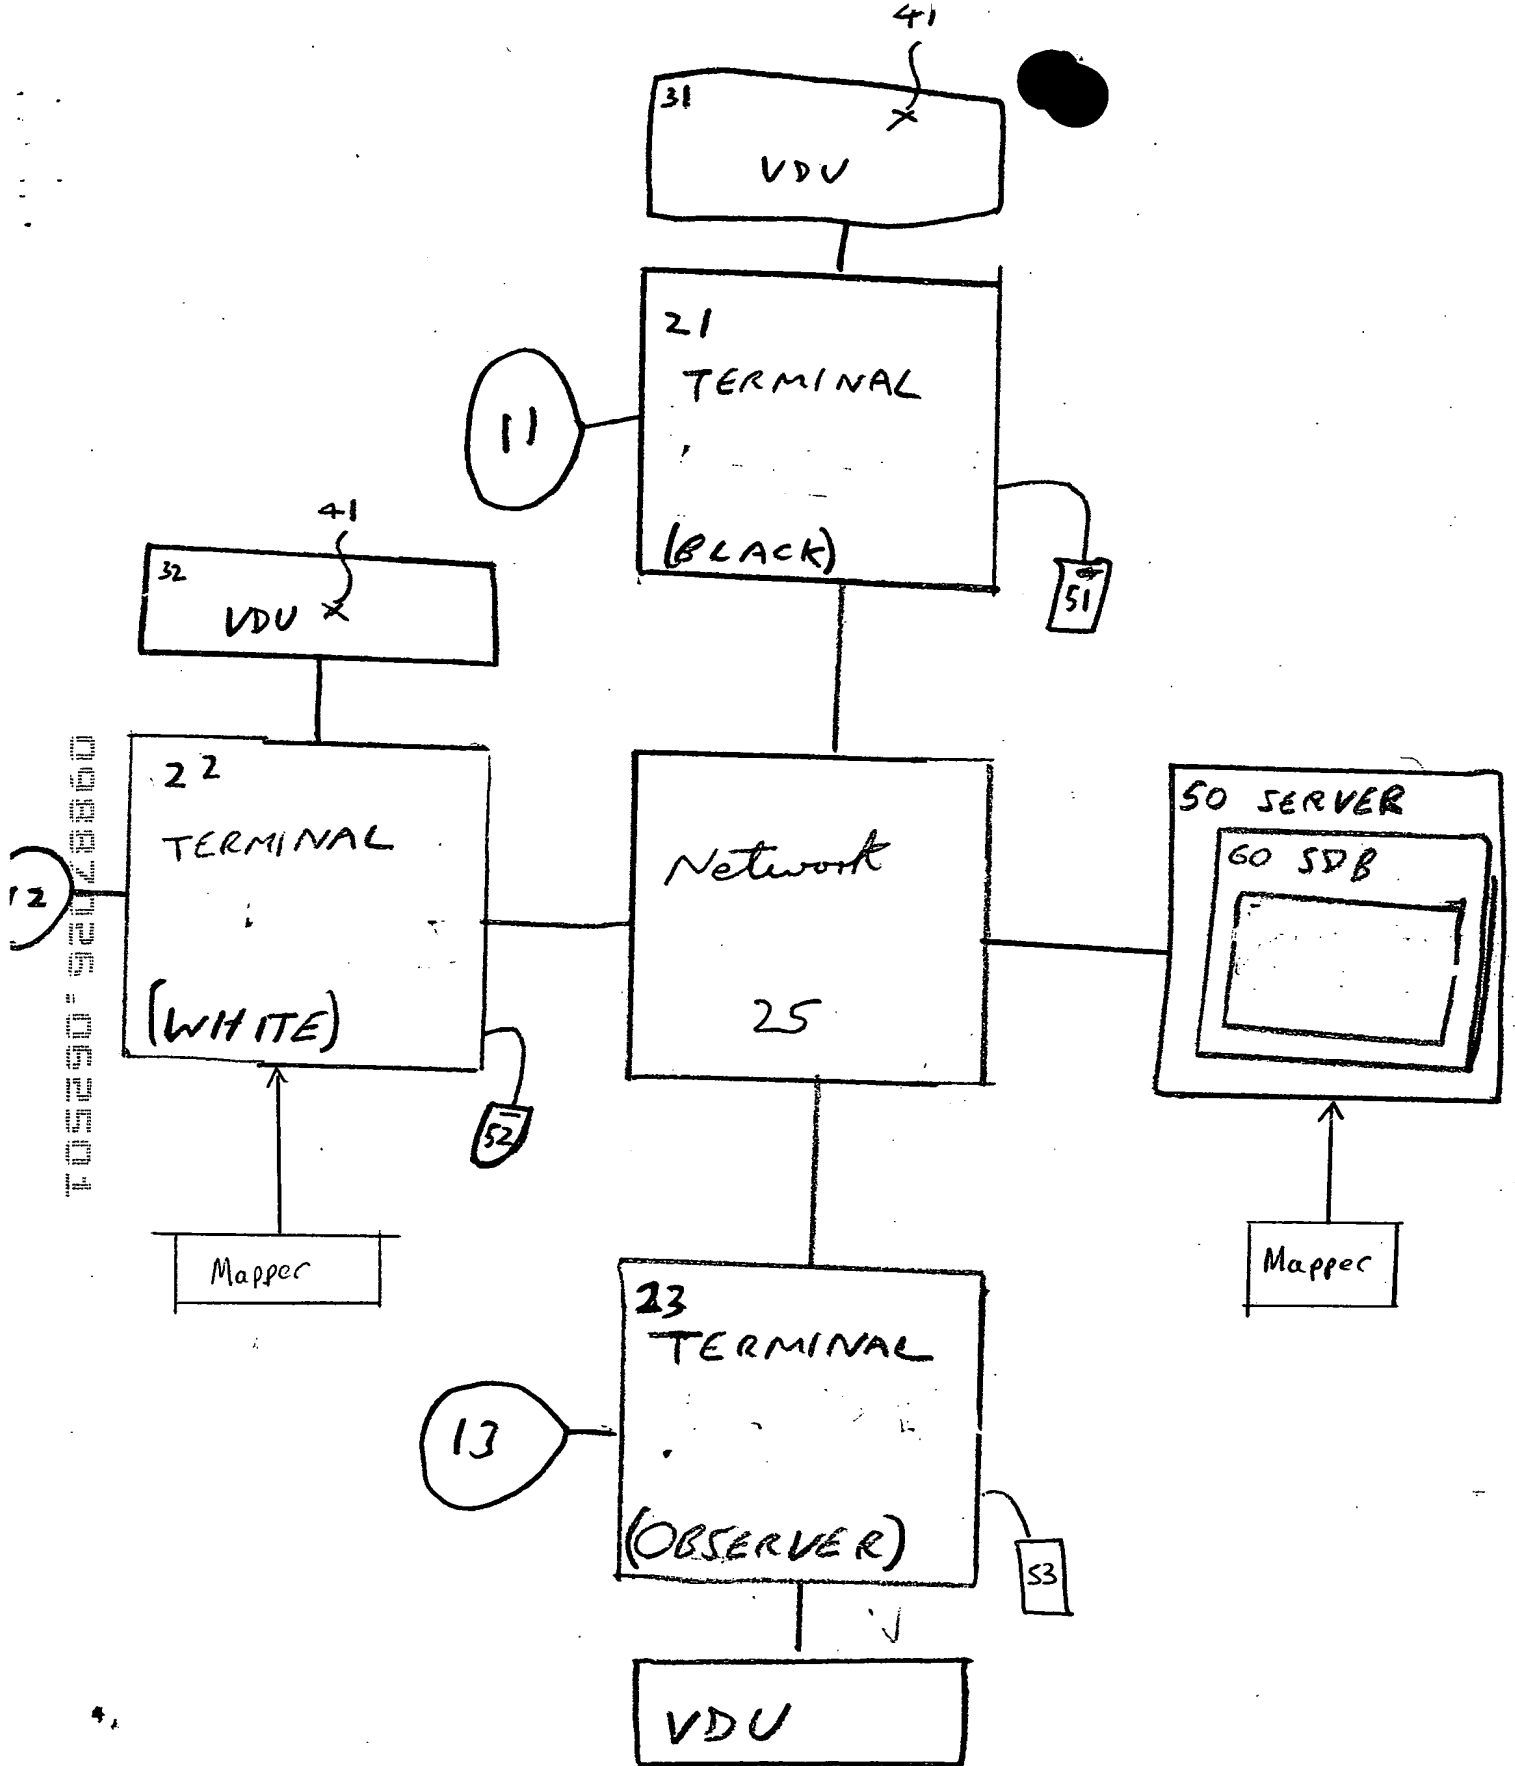 41
31
VDU
21
TERMINAL
11
(BLACK)
51
41
32
VDU
22
TERMINAL
12
(WHITE)
52
Mapper
Network
25
50 SERVER
60 SDB
Mapper
23
TERMINAL
13
(OBSERVER)
53
VDU